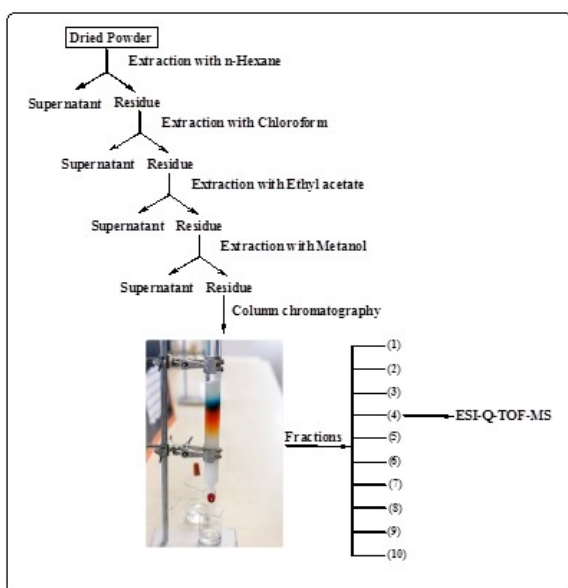 Dried Powder
Extraction with n-Hexane
Supernatant Residue
Extraction with Chloroform
Supernatant Residue
Extraction with Ethyl acetate
Supernatant Residue
Extraction with Metanol
Supernatant Residue
Column chromatography
Fractions
(1)
(2)
(3)
(4) ESI-Q-TOF-MS
(5)
(6)
(7)
(8)
(9)
(10)